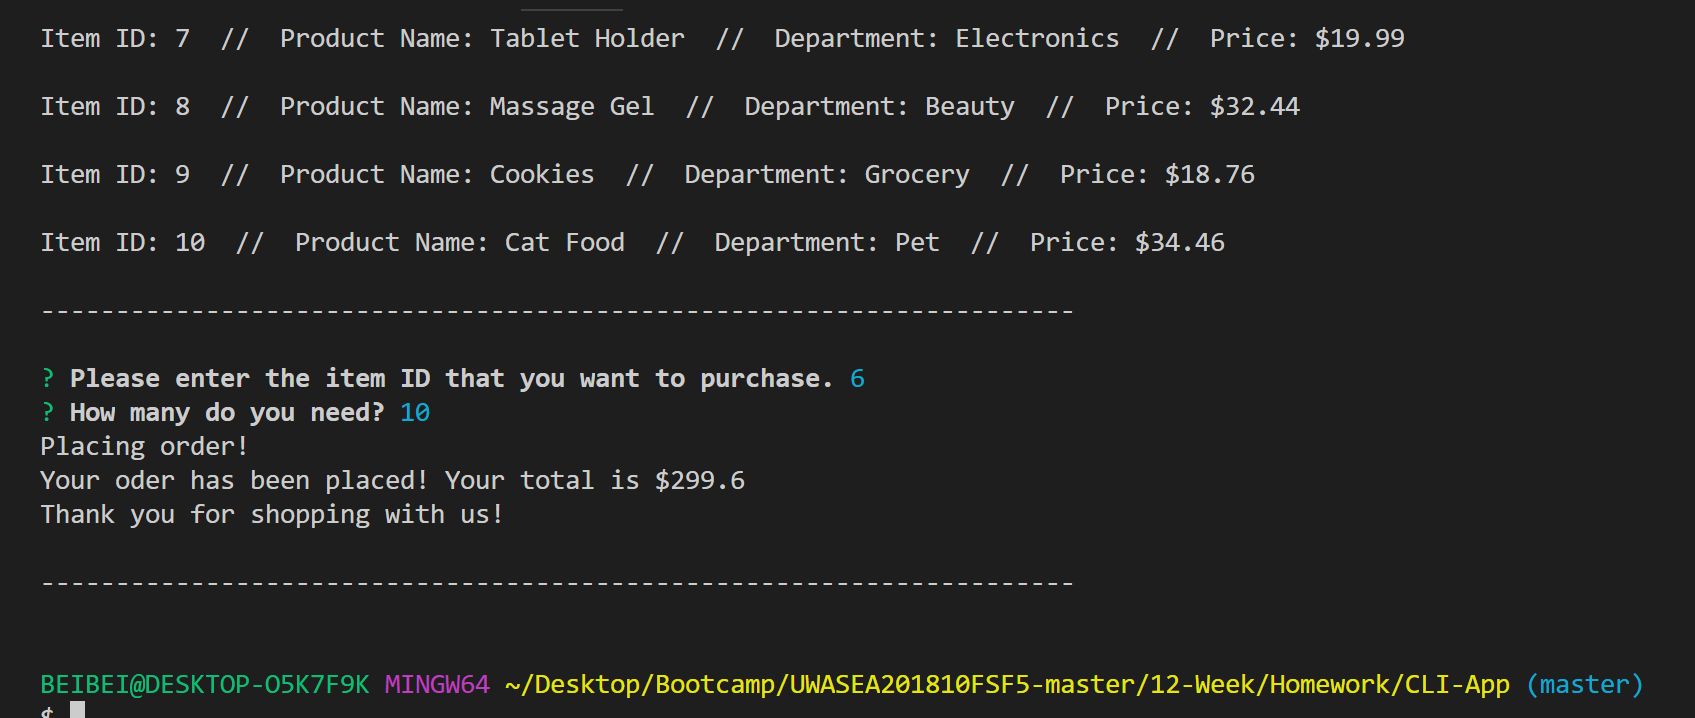 Item ID: 7  //  Product Name: Tablet Holder  //  Department: Electronics  //  Price: $19.99
Item ID: 8  //  Product Name: Massage Gel  //  Department: Beauty  //  Price: $32.44
Item ID: 9  //  Product Name: Cookies  //  Department: Grocery  //  Price: $18.76
Item ID: 10  //  Product Name: Cat Food  //  Department: Pet  //  Price: $34.46
---------------------------------------------------------------------
? Please enter the item ID that you want to purchase. 6
? How many do you need? 10
Placing order!
Your oder has been placed! Your total is $299.6
Thank you for shopping with us!
---------------------------------------------------------------------
BEIBEI@DESKTOP-O5K7F9K MINGW64 ~/Desktop/Bootcamp/UWASEA201810FSF5-master/12-Week/Homework/CLI-App (master)
$